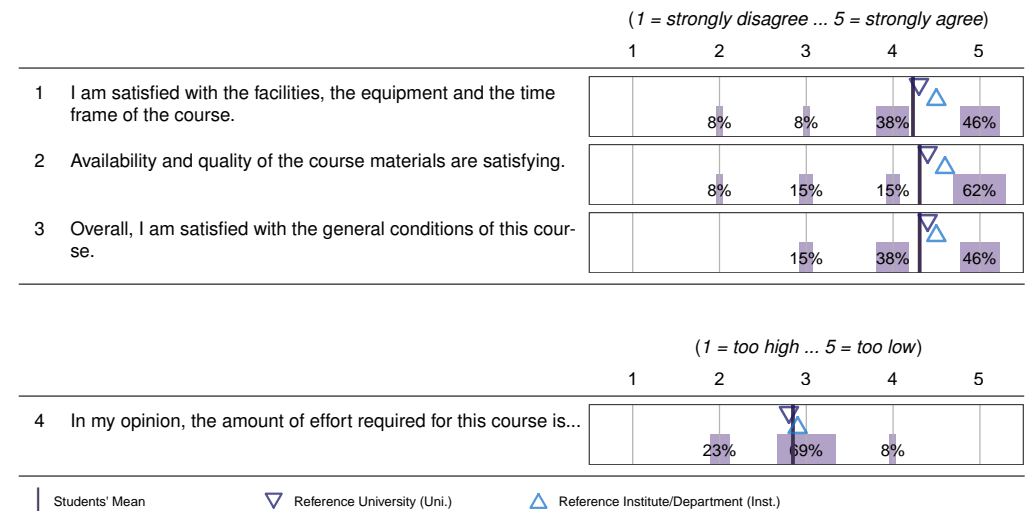 (1 = strongly disagree ... 5 = strongly agree)
1 2 3 4 5
1 I am satisfied with the facilities, the equipment and the time
frame of the course.
8% 8% 38% 46%
2 Availability and quality of the course materials are satisfying.
8% 15% 15% 62%
3 Overall, I am satisfied with the general conditions of this cour-
se.
15% 38% 46%
(1 = too high ... 5 = too low)
1 2 3 4 5
4 In my opinion, the amount of effort required for this course is...
23% 69% 8%
Students' Mean Reference University (Uni.) Reference Institute/Department (Inst.)